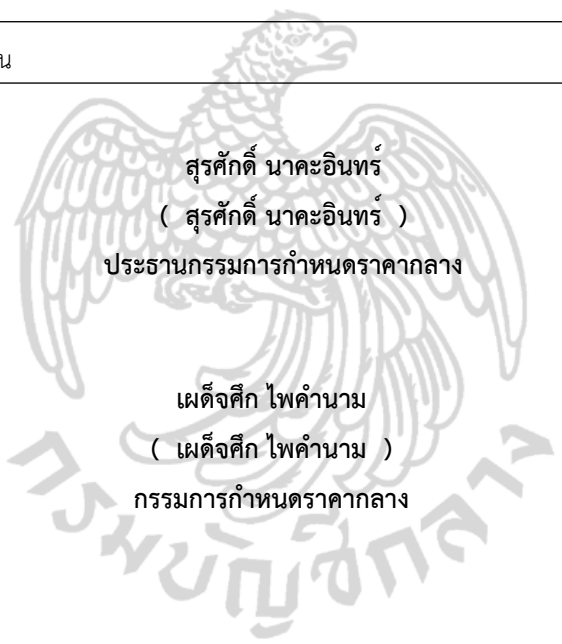 น
สุรศักดิ์ นาคะอินทร์
( สุรศักดิ์ นาคะอินทร์ )
ประธานกรรมการกำหนดราคากลาง
เผด็จศึก ไพคำนาม
( เผด็จศึก ไพคำนาม )
กรรมการกำหนดราคากลาง
กรมบัญชีกลาง